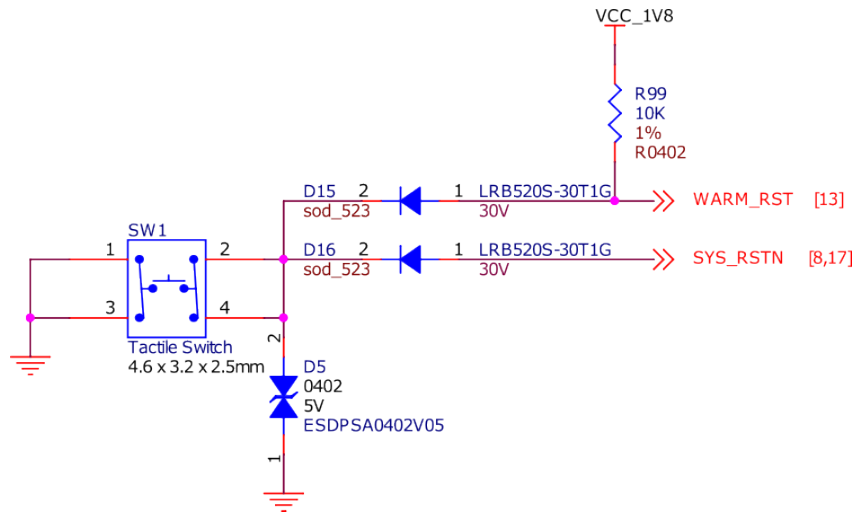 VCC_1V8
R99
10K
1%
R0402
D15 2 1 LRB520S-30T1G
sod_523 30V
WARM_RST [13]
D16 2 1 LRB520S-30T1G
sod_523 30V
SYS_RSTN [8,17]
SW1
1 2
3 4
Tactile Switch
4.6 x 3.2 x 2.5mm
2
D5
0402
5V
ESDPSA0402V05
1